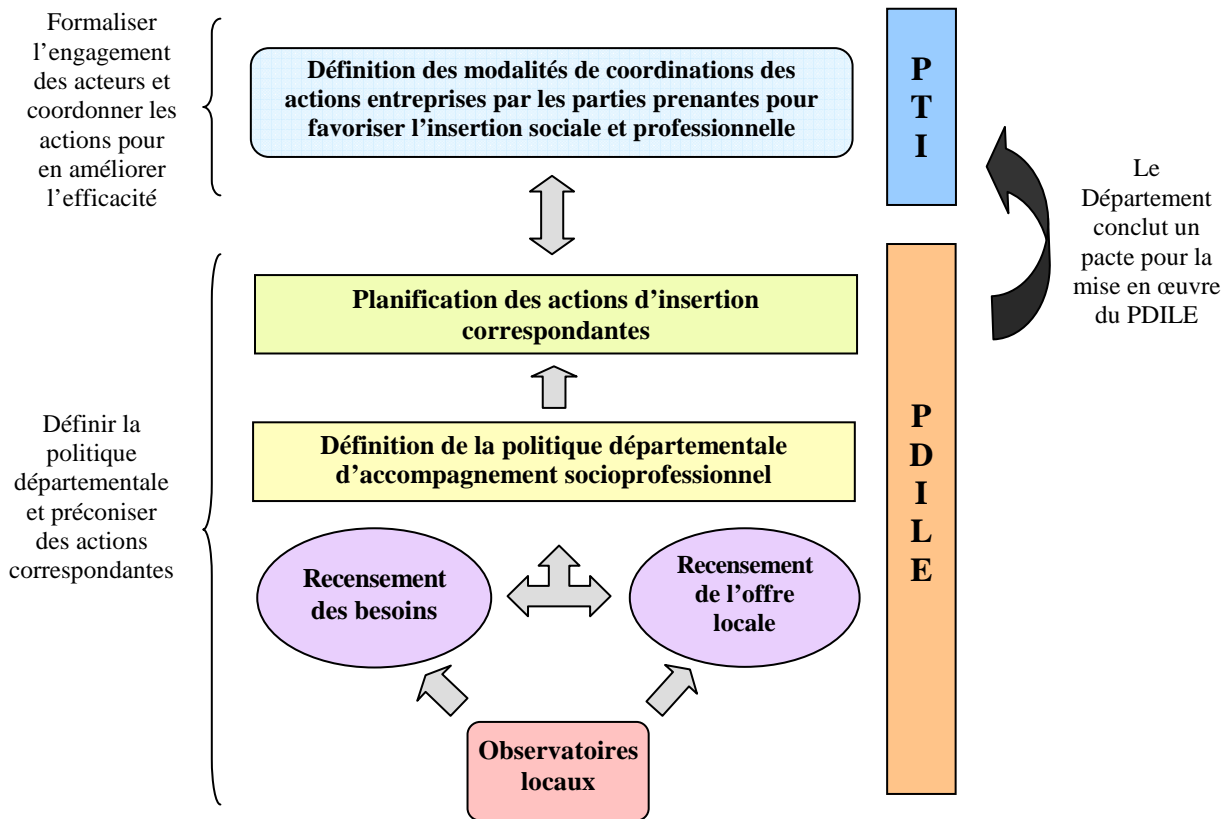 Formaliser
l’engagement
des acteurs et
coordonner les
actions pour
en améliorer
l’efficacité
Définition des modalités de coordinations des
actions entreprises par les parties prenantes pour
favoriser l’insertion sociale et professionnelle
P
T
I
Le
Département
conclut un
pacte pour la
mise en œuvre
du PDILE
Planification des actions d’insertion
correspondantes
Définition de la politique départementale
d’accompagnement socioprofessionnel
Définir la
politique
départementale
et préconiser
des actions
correspondantes
Recensement
des besoins
Recensement
de l’offre
locale
Observatoires
locaux
P
D
I
L
E